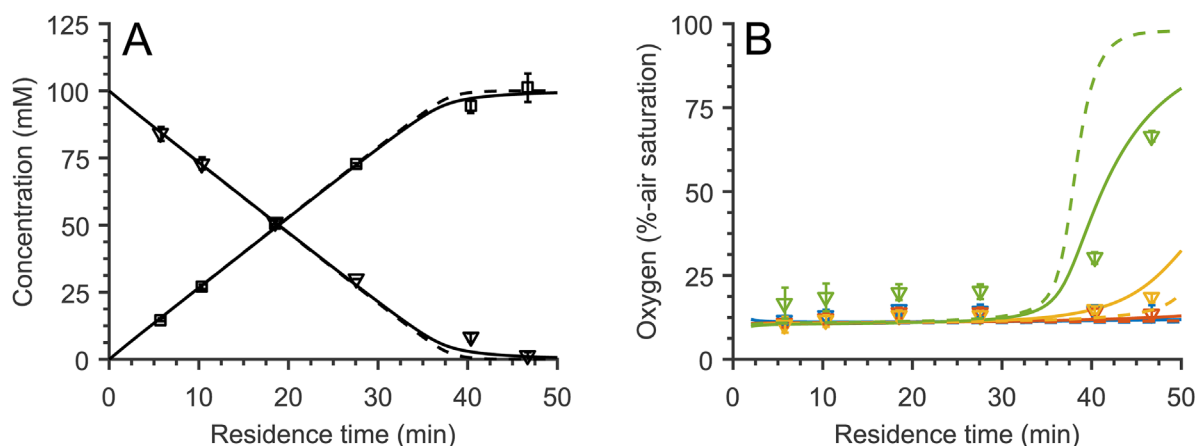 A
125
100
75
50
25
0
Concentration (mM)
0 10 20 30 40 50
Residence time (min)
B
100
75
50
25
0
Oxygen (%-air saturation)
0 10 20 30 40 50
Residence time (min)